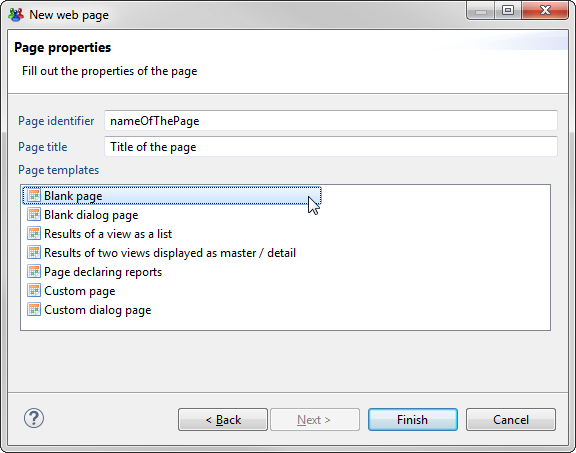 New web page
Page properties
Fill out the properties of the page
Page identifier nameOfThePage
Page title Title of the page
Page templates
Blank page
Blank dialog page
Results of a view as a list
Results of two views displayed as master / detail
Page declaring reports
Custom page
Custom dialog page
? < Back Next > Finish Cancel